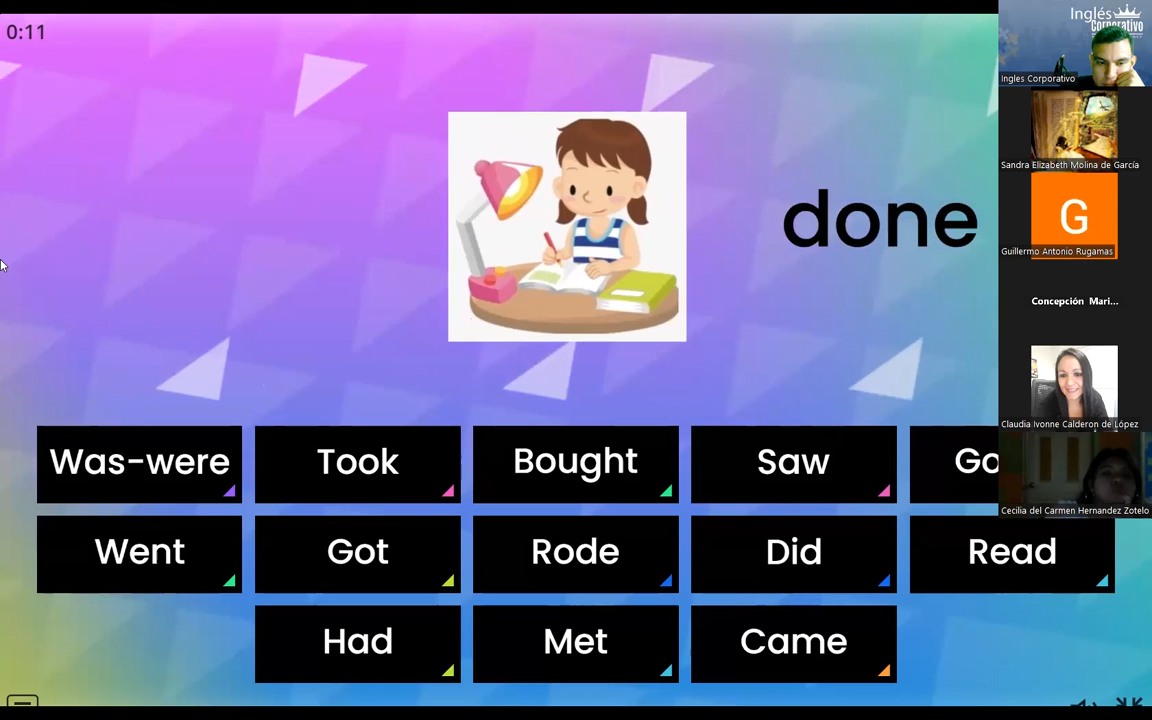 0:11
done
Was-were
Took
Bought
Saw
Went
Got
Rode
Did
Read
Had
Met
Came
Inglés
Corporativo
Ingles Corporativo
Sandra Elizabeth Molina de García
G
Guillermo Antonio Rugamas
Concepción Mari...
Claudia Ivonne Calderon de López
Cecilia del Carmen Hernandez Zotelo